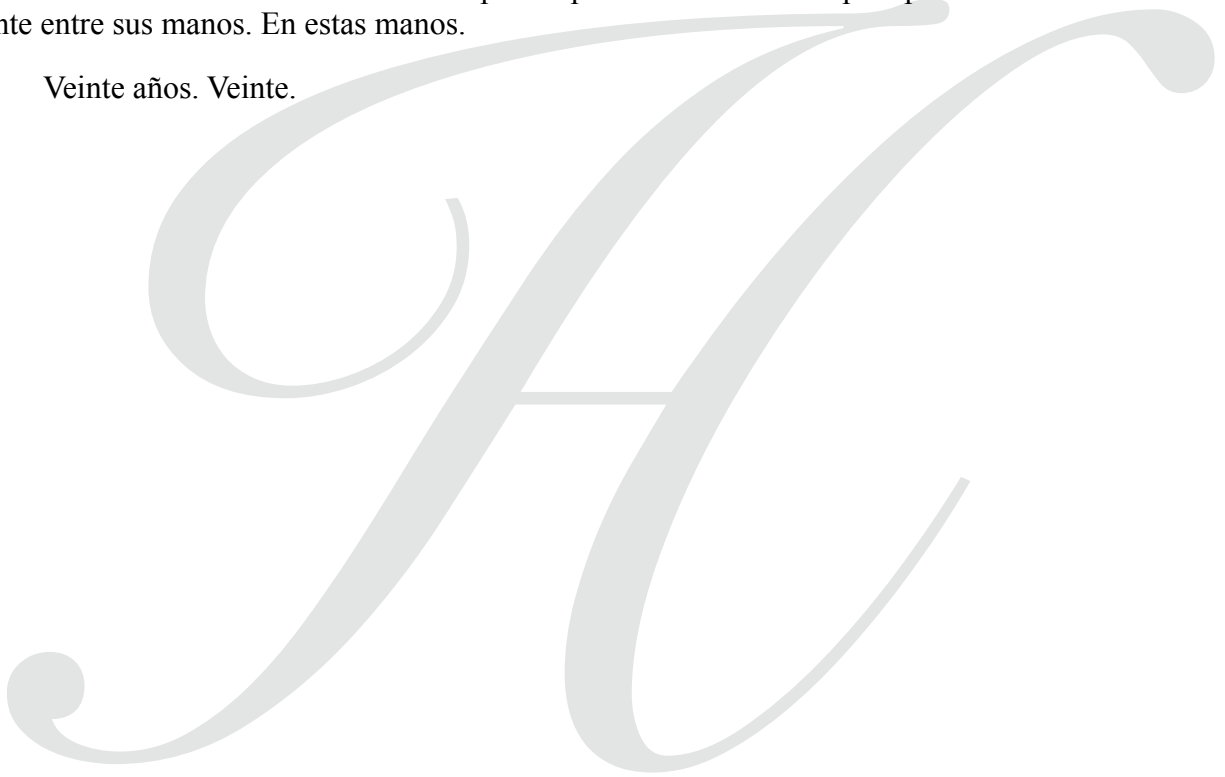 nte entre sus manos. En estas manos.
Veinte años. Veinte.
H